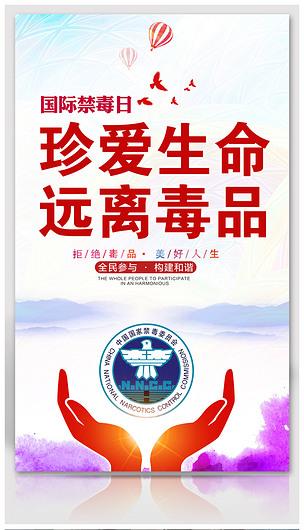 国际禁毒日
珍爱生命
远离毒品
拒/绝/毒/品·美/好/人/生
全民参与 · 构建和谐
THE WHOLE PEOPLE TO PARTICIPATE
IN AN HARMONIOUS
中国国家禁毒委员会
N.N.C.C
CHINA NATIONAL NARCOTICS CONTROL COMMISSION